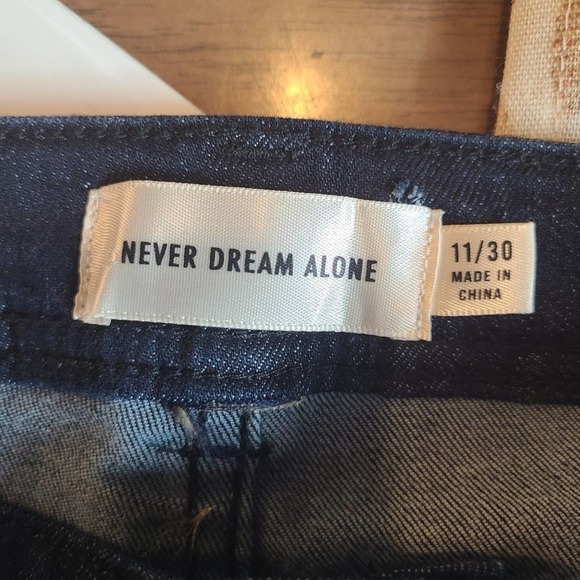 NEVER DREAM ALONE
11/30
MADE IN
CHINA